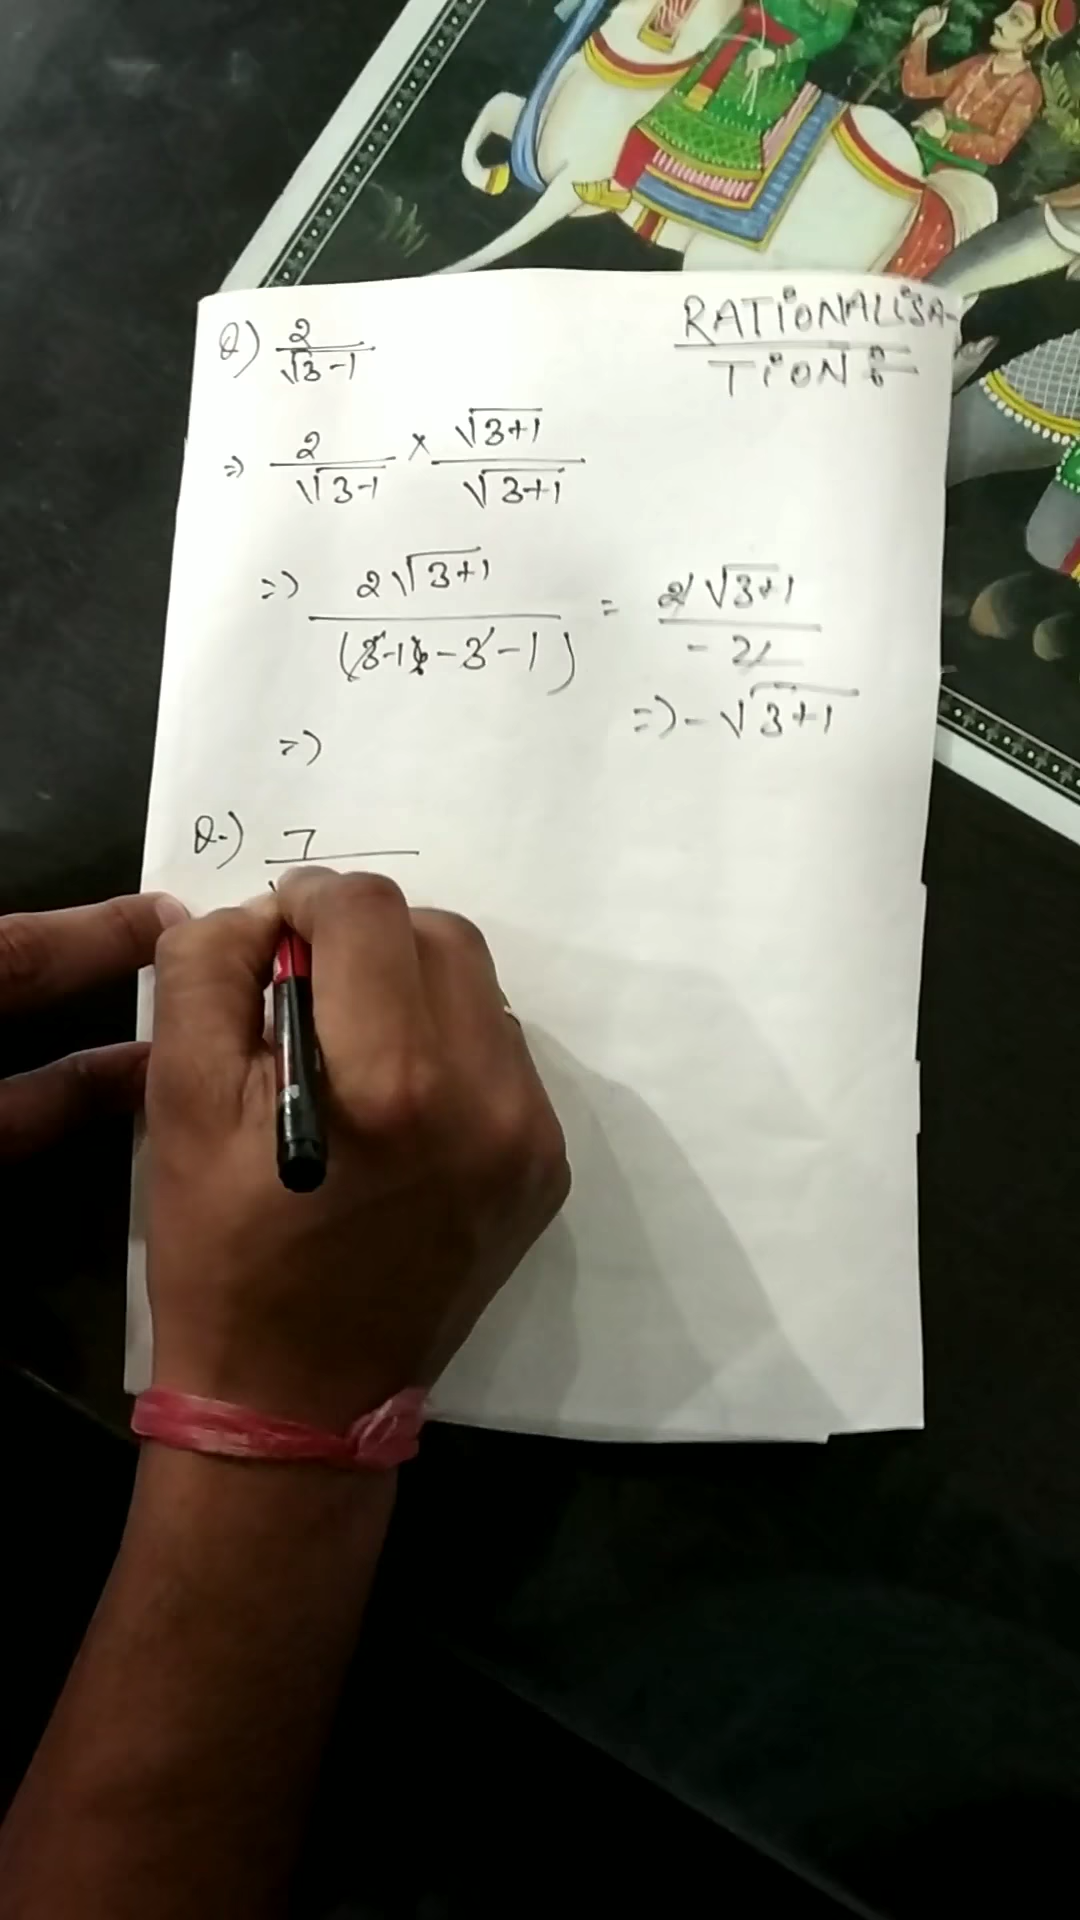 RATIONALISA-
TION :-
Q) 2/√3-1
=) 2/√3-1 × √3+1/√3+1
=) 2√3+1/(3-1)-3-1) = 2√3+1/-2
=) -√3+1
=)
Q.) 7